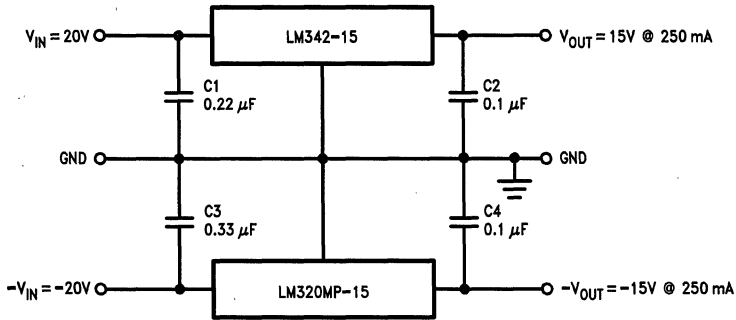 V_IN = 20V
LM342-15
V_OUT = 15V @ 250 mA
C1
0.22 μF
C2
0.1 μF
GND
GND
C3
0.33 μF
C4
0.1 μF
-V_IN = -20V
LM320MP-15
-V_OUT = -15V @ 250 mA